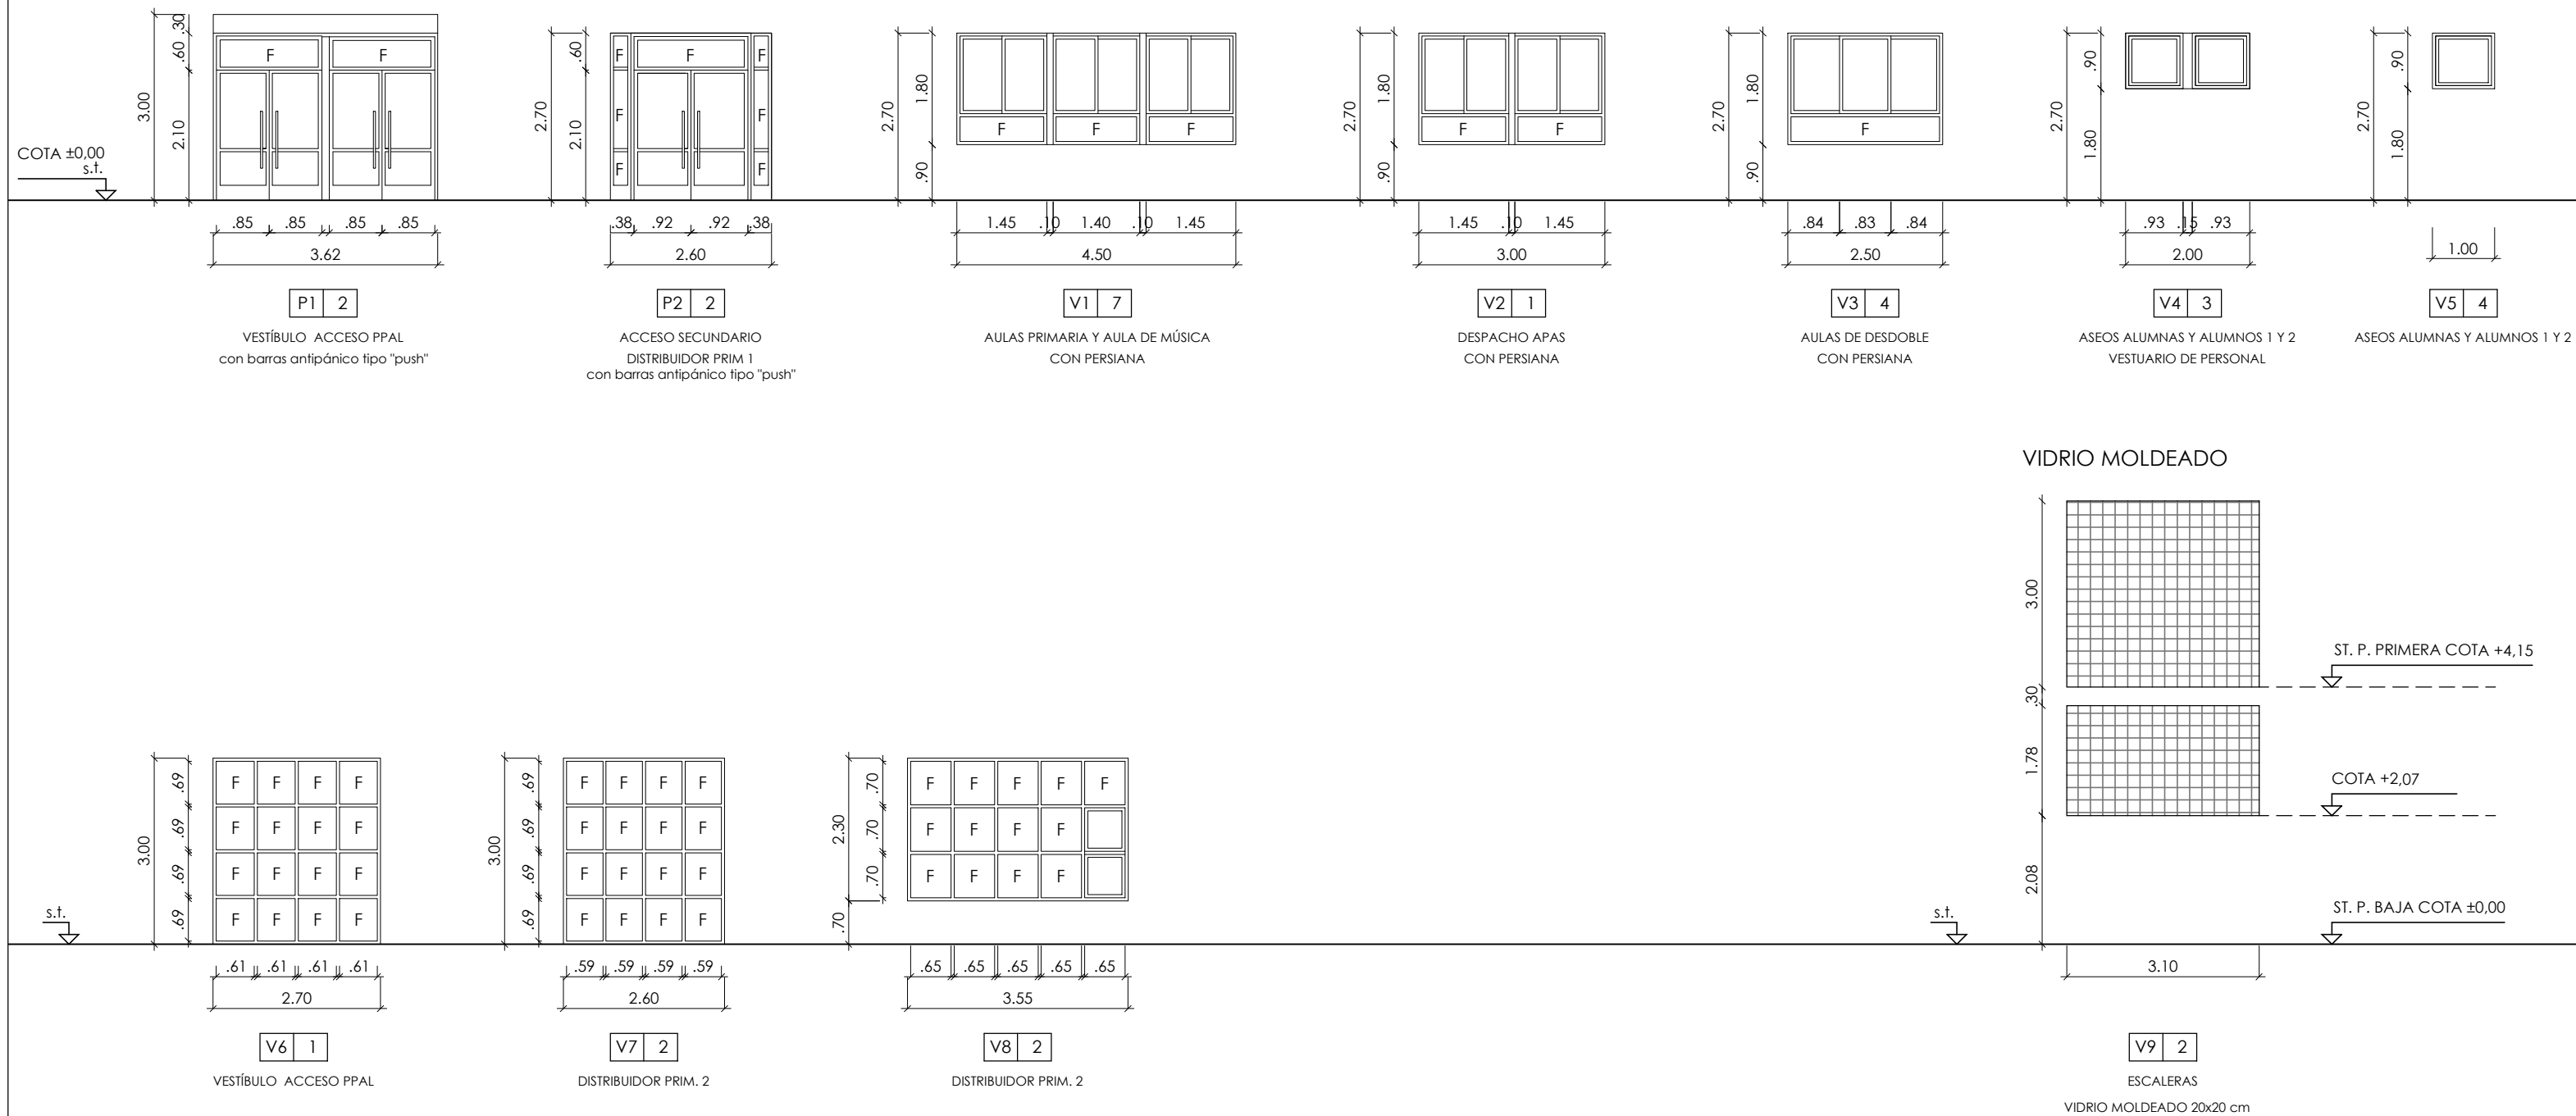 COTA ±0,00
s.t.
3.00
.30
.60
2.10
F F
.85 .85 .85 .85
3.62
P1 2
VESTÍBULO ACCESO PPAL
con barras antipánico tipo "push"
2.70
.60
2.10
F F F
F F
F F
.38 .92 .92 .38
2.60
P2 2
ACCESO SECUNDARIO
DISTRIBUIDOR PRIM 1
con barras antipánico tipo "push"
2.70
1.80
.90
F F F
1.45 .10 1.40 .10 1.45
4.50
V1 7
AULAS PRIMARIA Y AULA DE MÚSICA
CON PERSIANA
2.70
1.80
.90
F F
1.45 .10 1.45
3.00
V2 1
DESPACHO APAS
CON PERSIANA
2.70
1.80
.90
F
.84 .83 .84
2.50
V3 4
AULAS DE DESDOBLE
CON PERSIANA
2.70
.90
1.80
.93 .15 .93
2.00
V4 3
ASEOS ALUMNAS Y ALUMNOS 1 Y 2
VESTUARIO DE PERSONAL
2.70
.90
1.80
1.00
V5 4
ASEOS ALUMNAS Y ALUMNOS 1 Y 2
s.t.
3.00
.69
.69
.69
.69
F F F F
F F F F
F F F F
F F F F
.61 .61 .61 .61
2.70
V6 1
VESTÍBULO ACCESO PPAL
3.00
.69
.69
.69
.69
F F F F
F F F F
F F F F
F F F F
.59 .59 .59 .59
2.60
V7 2
DISTRIBUIDOR PRIM. 2
2.30
.70
.70
.70
.70
F F F F F
F F F F
F F F F
.65 .65 .65 .65 .65
3.55
V8 2
DISTRIBUIDOR PRIM. 2
VIDRIO MOLDEADO
3.00
.30
1.78
2.08
ST. P. PRIMERA COTA +4,15
COTA +2,07
ST. P. BAJA COTA ±0,00
s.t.
3.10
V9 2
ESCALERAS
VIDRIO MOLDEADO 20x20 cm